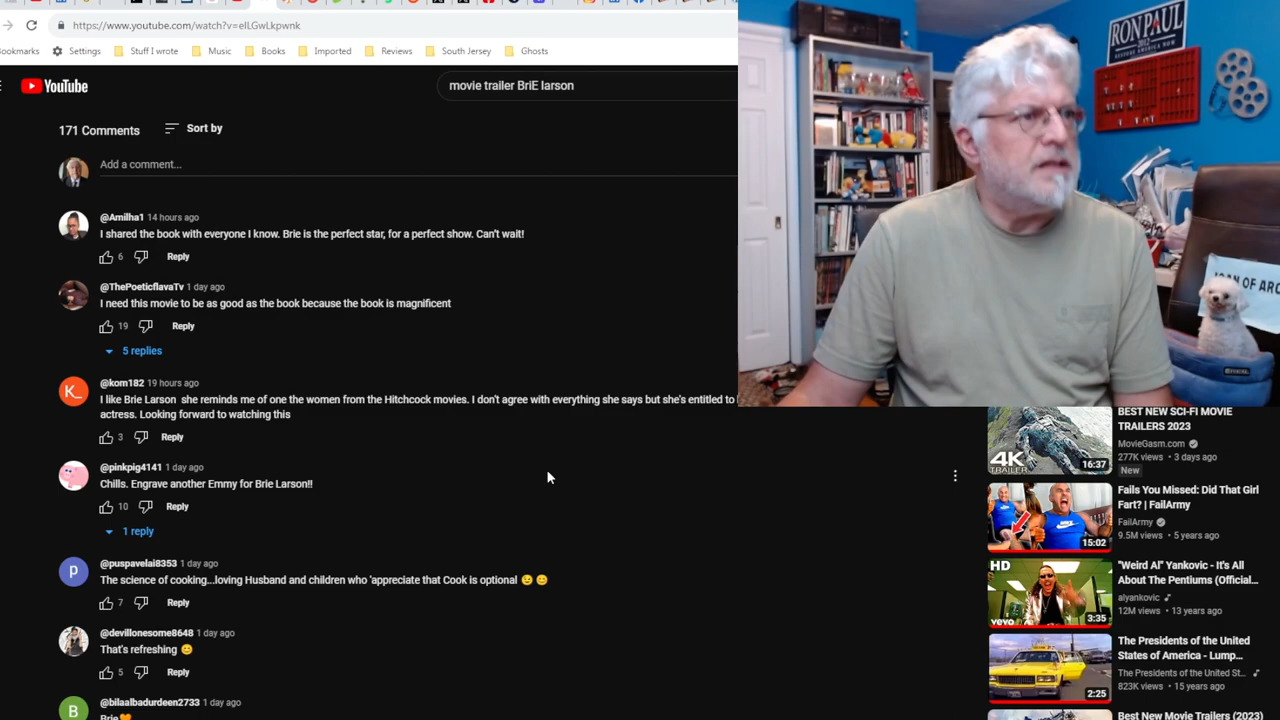 https://www.youtube.com/watch?v=eILGwLkpwnk
ookmarks Settings Stuff I wrote Music Books Imported Reviews South Jersey Ghosts
YouTube
movie trailer BriE larson
171 Comments Sort by
Add a comment...
@Amilha1 14 hours ago
I shared the book with everyone I know. Brie is the perfect star, for a perfect show. Can't wait!
6 Reply
@ThePoeticflavaTv 1 day ago
I need this movie to be as good as the book because the book is magnificent
19 Reply
5 replies
K_
@kom182 19 hours ago
I like Brie Larson she reminds me of one the women from the Hitchcock movies. I don't agree with everything she says but she's entitled to
actress. Looking forward to watching this
3 Reply
@pinkpig4141 1 day ago
Chills. Engrave another Emmy for Brie Larson!!
10 Reply
1 reply
P
@puspavelai8353 1 day ago
The science of cooking...loving Husband and children who 'appreciate that Cook is optional 😉 😊
7 Reply
@devillonesome8648 1 day ago
That's refreshing 😊
5 Reply
B
@bilaalbadurdeen2733 1 day ago
Brie🧡
RON PAUL
2012
RESTORE AMERICA NOW
JOAN OF ARC
BEST NEW SCI-FI MOVIE
TRAILERS 2023
MovieGasm.com
277K views • 3 days ago
New
4K
TRAILER
16:37
Fails You Missed: Did That Girl
Fart? | FailArmy
FailArmy
9.5M views • 5 years ago
15:02
HD
vevo
3:35
"Weird Al" Yankovic - It's All
About The Pentiums (Official...
alyankovic
12M views • 13 years ago
The Presidents of the United
States of America - Lump...
The Presidents of the United St...
823K views • 15 years ago
2:25
Best New Movie Trailers (2023)